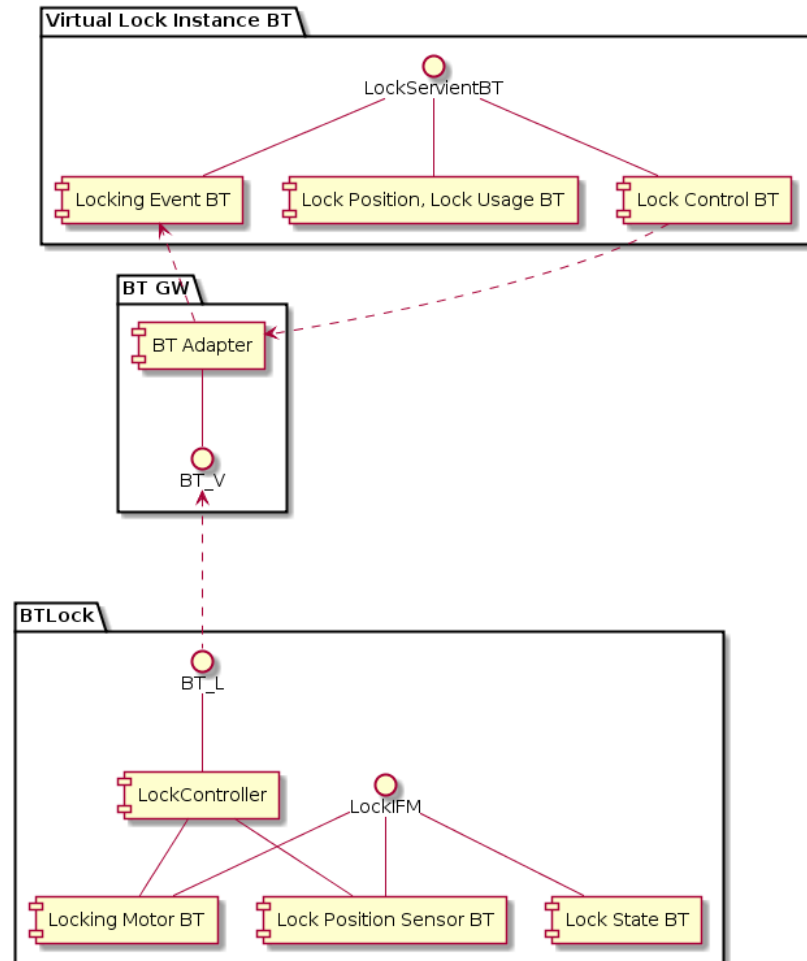 Virtual Lock Instance BT
LockServientBT
Locking Event BT
Lock Position, Lock Usage BT
Lock Control BT
BT GW
BT Adapter
BT_V
BTLock
BT_L
LockController
LockIFM
Locking Motor BT
Lock Position Sensor BT
Lock State BT